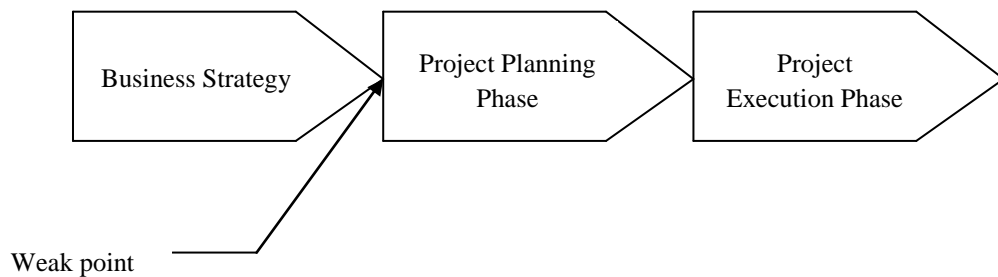 Business Strategy
Project Planning
Phase
Project
Execution Phase
Weak point